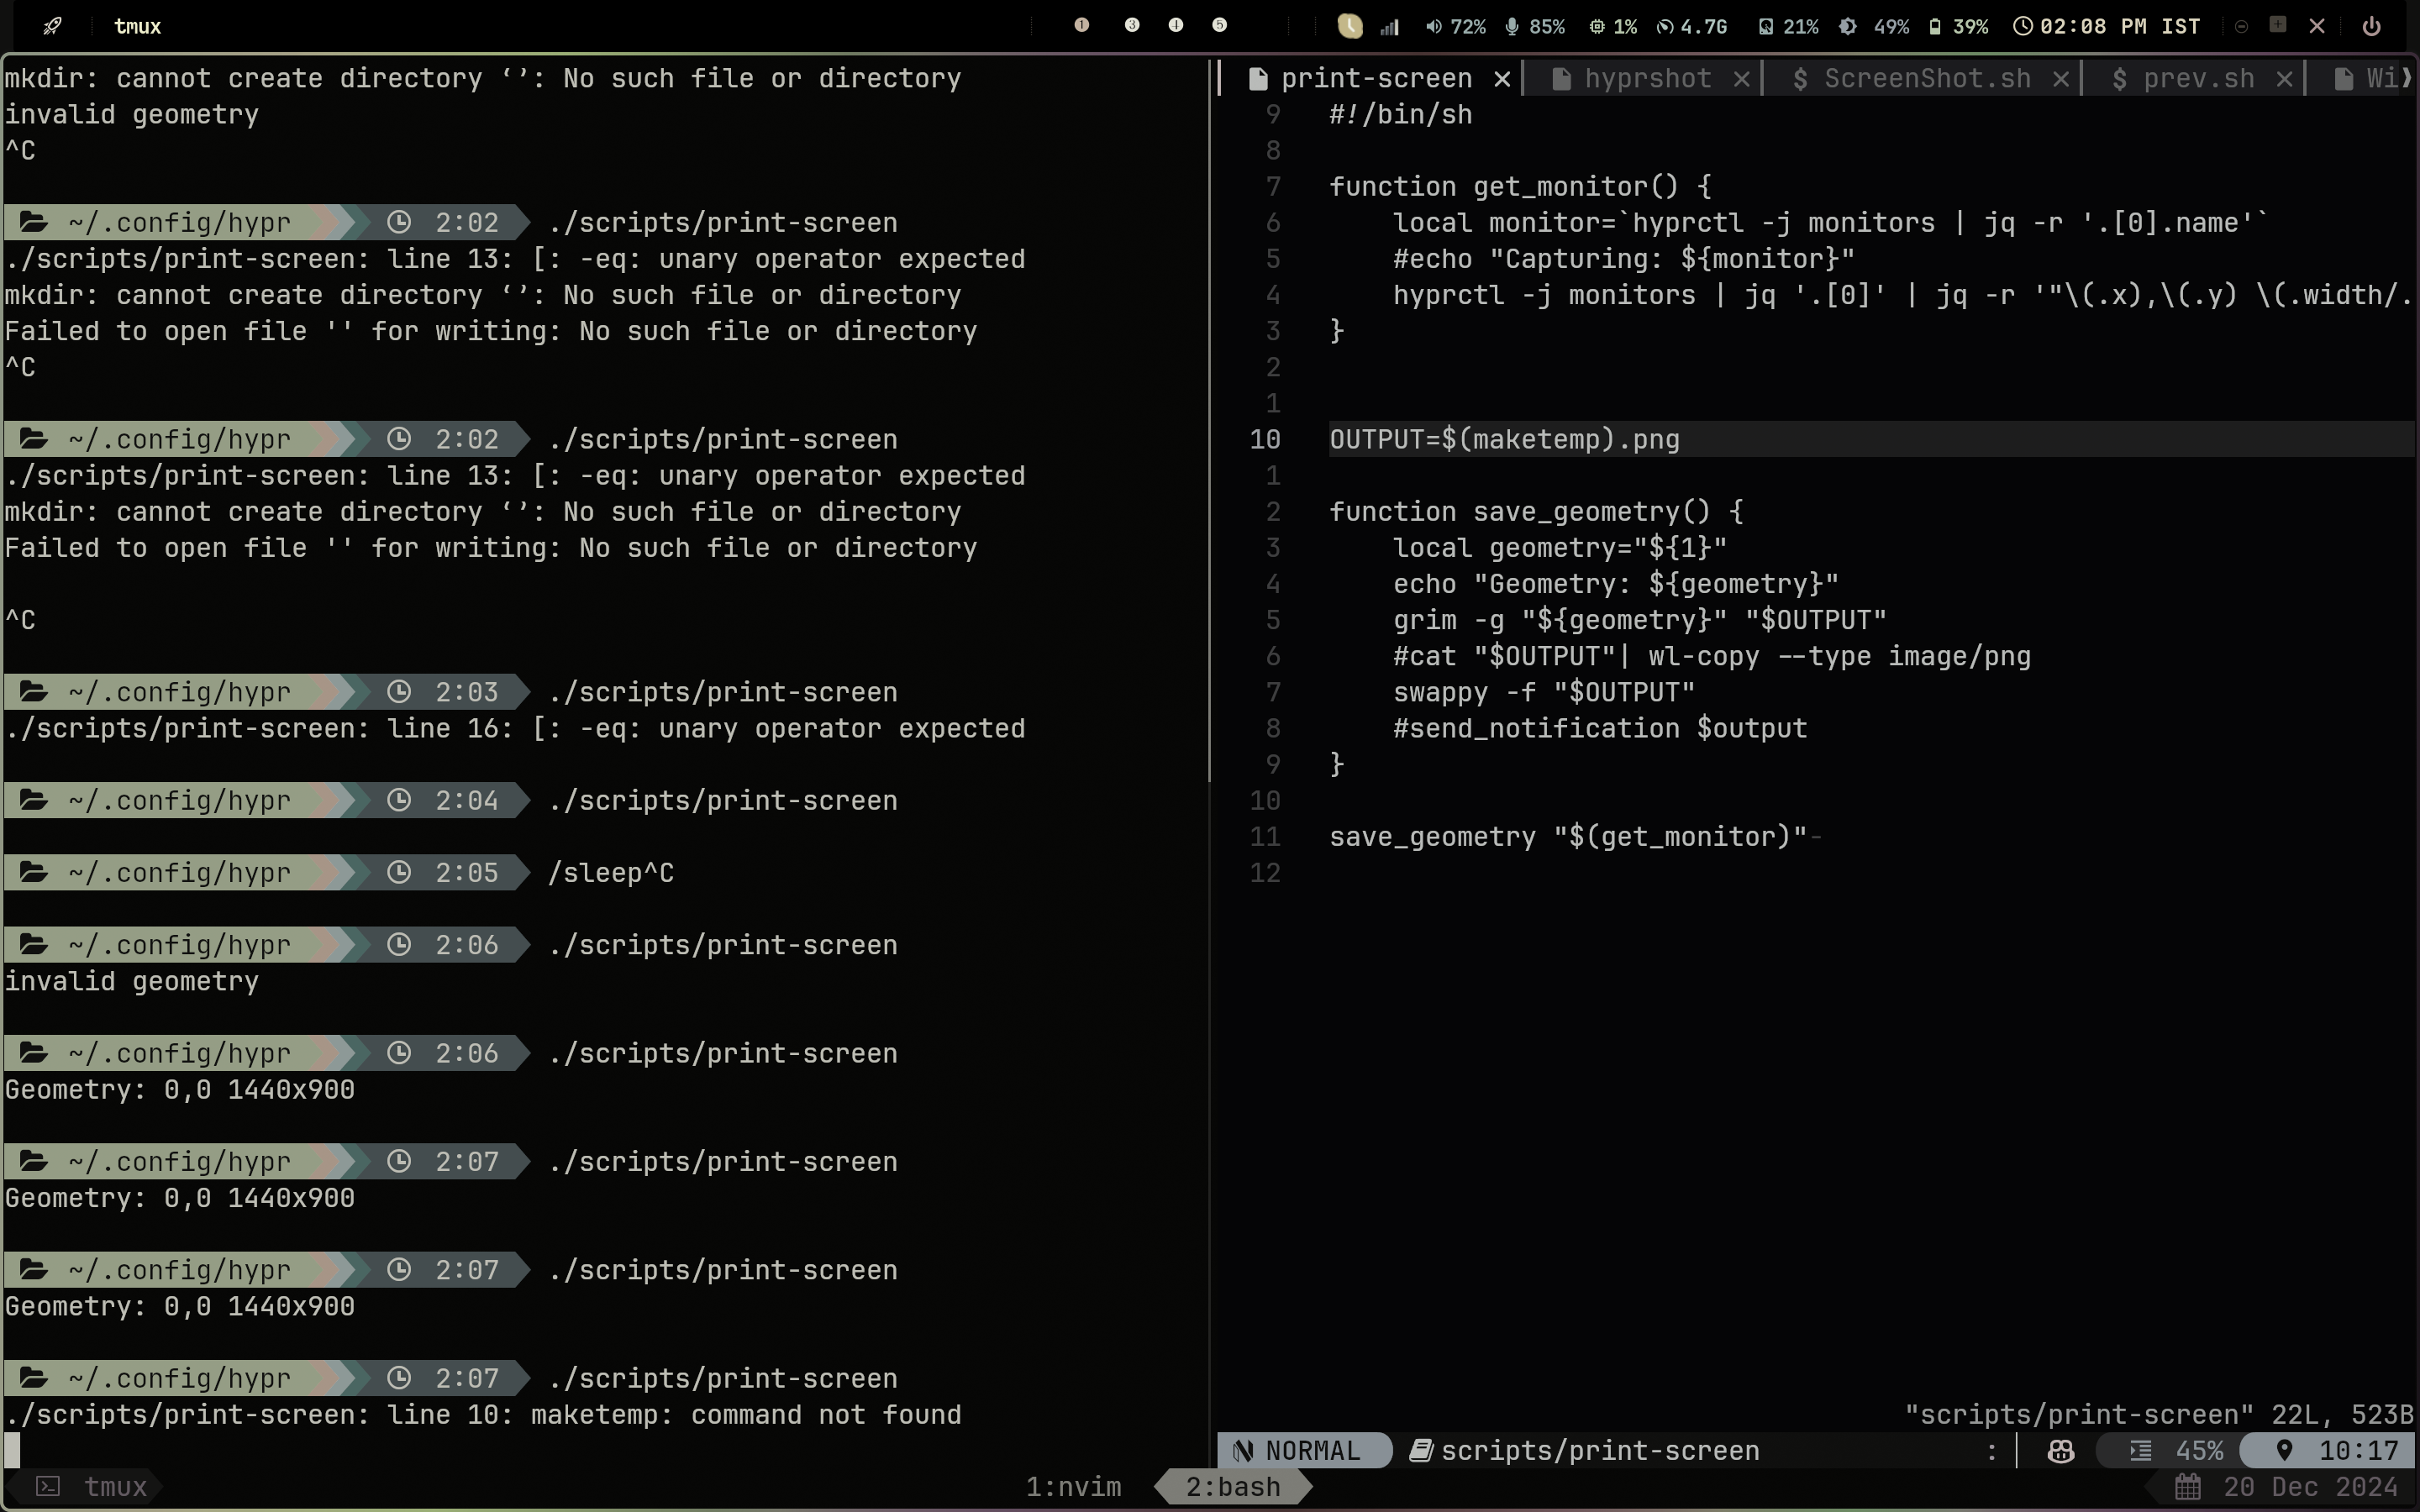 tmux 1 3 4 5 72% 85% 1% 4.7G 21% 49% 39% 02:08 PM IST
mkdir: cannot create directory ‘’: No such file or directory
invalid geometry
^C
~/.config/hypr 2:02 ./scripts/print-screen
./scripts/print-screen: line 13: [: -eq: unary operator expected
mkdir: cannot create directory ‘’: No such file or directory
Failed to open file '' for writing: No such file or directory
^C
~/.config/hypr 2:02 ./scripts/print-screen
./scripts/print-screen: line 13: [: -eq: unary operator expected
mkdir: cannot create directory ‘’: No such file or directory
Failed to open file '' for writing: No such file or directory
^C
~/.config/hypr 2:03 ./scripts/print-screen
./scripts/print-screen: line 16: [: -eq: unary operator expected
~/.config/hypr 2:04 ./scripts/print-screen
~/.config/hypr 2:05 /sleep^C
~/.config/hypr 2:06 ./scripts/print-screen
invalid geometry
~/.config/hypr 2:06 ./scripts/print-screen
Geometry: 0,0 1440x900
~/.config/hypr 2:07 ./scripts/print-screen
Geometry: 0,0 1440x900
~/.config/hypr 2:07 ./scripts/print-screen
Geometry: 0,0 1440x900
~/.config/hypr 2:07 ./scripts/print-screen
./scripts/print-screen: line 10: maketemp: command not found
print-screen × hyprshot × $ ScreenShot.sh × $ prev.sh × Wi
9 #!/bin/sh
8
7 function get_monitor() {
6 local monitor=`hyprctl -j monitors | jq -r '.[0].name'`
5 #echo "Capturing: ${monitor}"
4 hyprctl -j monitors | jq '.[0]' | jq -r '"\(.x),\(.y) \(.width/.
3 }
2
1
10 OUTPUT=$(maketemp).png
1
2 function save_geometry() {
3 local geometry="${1}"
4 echo "Geometry: ${geometry}"
5 grim -g "${geometry}" "$OUTPUT"
6 #cat "$OUTPUT"| wl-copy --type image/png
7 swappy -f "$OUTPUT"
8 #send_notification $output
9 }
10
11 save_geometry "$(get_monitor)"-
12
"scripts/print-screen" 22L, 523B
NORMAL scripts/print-screen : 45% 10:17
tmux 1:nvim 2:bash 20 Dec 2024